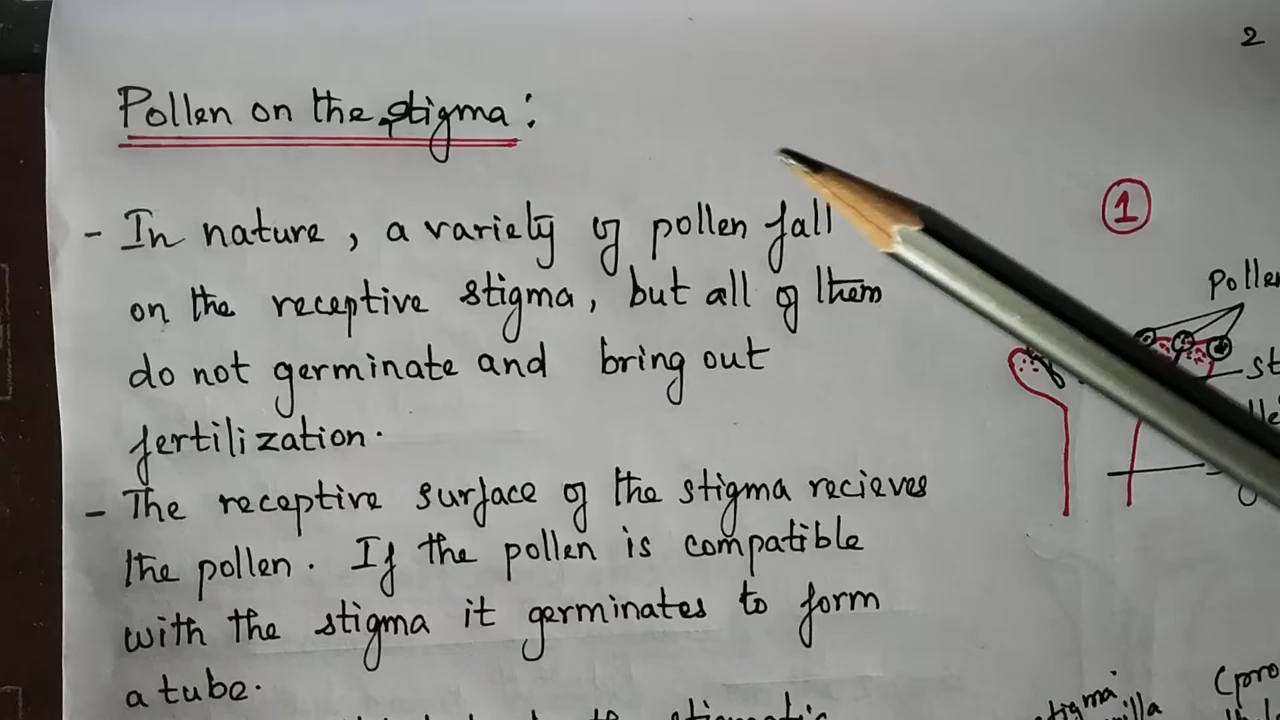 2
Pollen on the stigma:
- In nature, a variety of pollen fall
on the receptive stigma, but all of them
do not germinate and bring out
fertilization.
- The receptive surface of the stigma recieves
the pollen. If the pollen is compatible
with the stigma it germinates to form
a tube.
1
stigma